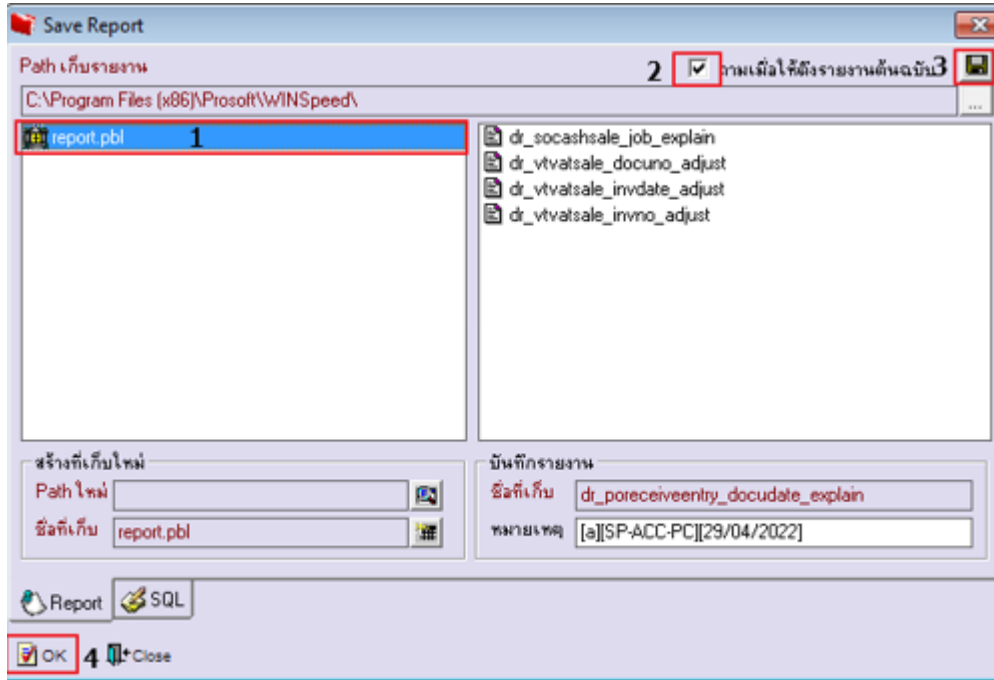 Save Report
Path เก็บรายงาน
2 ถามเมื่อให้ดึงรายงานต้นฉบับ 3
C:\Program Files (x86)\Prosoft\WINSpeed\
...
report.pbl 1
dr_socashsale_job_explain
dr_vtvatsale_docuno_adjust
dr_vtvatsale_invdate_adjust
dr_vtvatsale_invno_adjust
สร้างที่เก็บใหม่
Path ใหม่
ชื่อที่เก็บ report.pbl
บันทึกรายงาน
ชื่อที่เก็บ dr_poreceiveentry_docudate_explain
หมายเหตุ [a][SP-ACC-PC][29/04/2022]
Report SQL
OK 4 Close